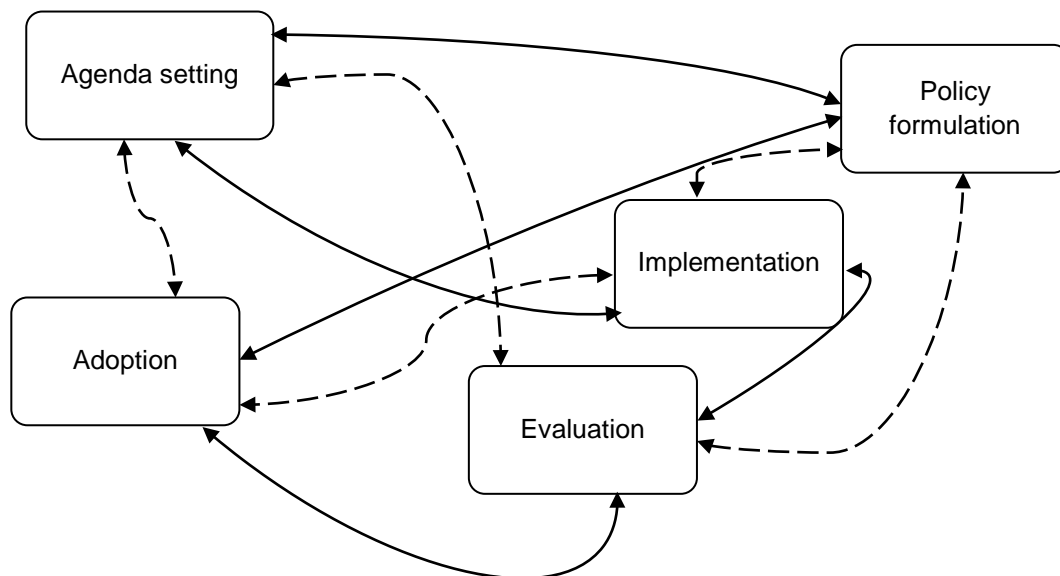 Agenda setting
Policy
formulation
Implementation
Adoption
Evaluation